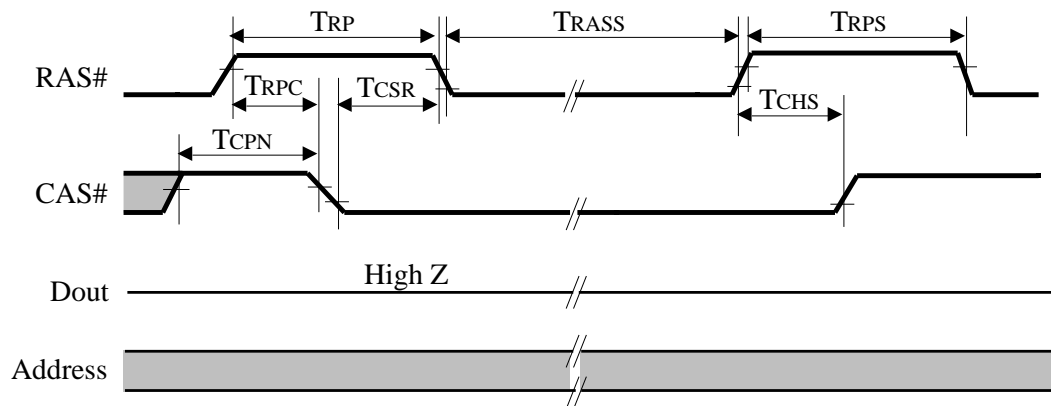 TRP
TRASS
TRPS
RAS#
TRPC
TCSR
TCHS
TCPN
CAS#
High Z
Dout
Address